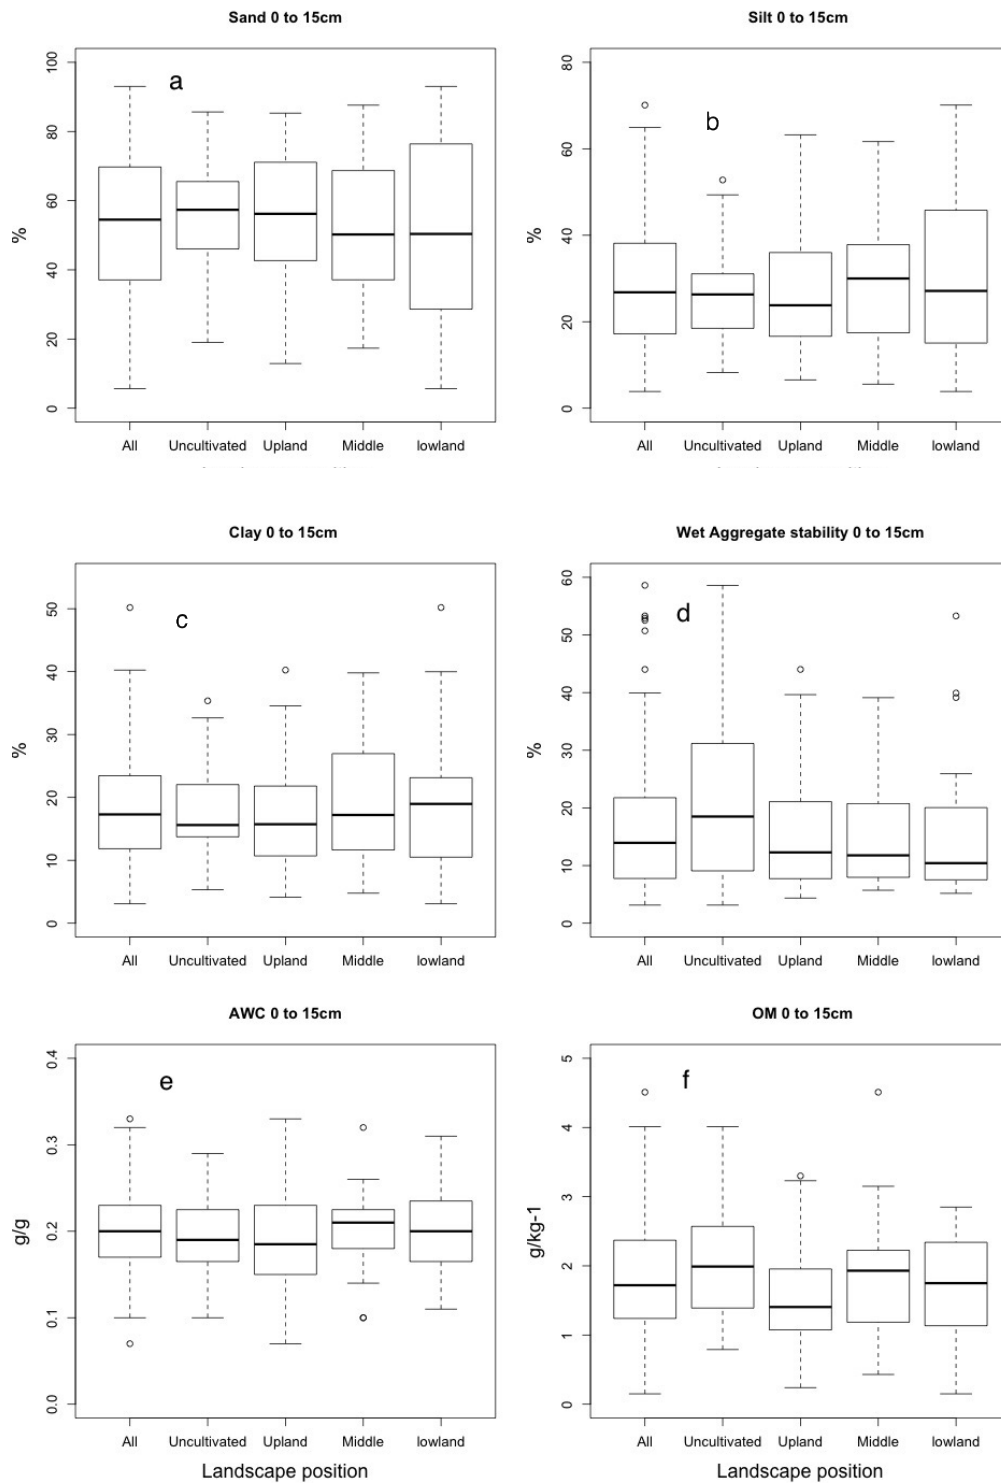 Sand 0 to 15cm
a
%
0
20
40
60
80
100
All Uncultivated Upland Middle lowland
Silt 0 to 15cm
b
%
0
20
40
60
80
All Uncultivated Upland Middle lowland
Clay 0 to 15cm
c
%
0
10
20
30
40
50
All Uncultivated Upland Middle lowland
Wet Aggregate stability 0 to 15cm
d
%
0
10
20
30
40
50
60
All Uncultivated Upland Middle lowland
AWC 0 to 15cm
e
g/g
0.0
0.1
0.2
0.3
0.4
All Uncultivated Upland Middle lowland
Landscape position
OM 0 to 15cm
f
g/kg-1
0
1
2
3
4
5
All Uncultivated Upland Middle lowland
Landscape position